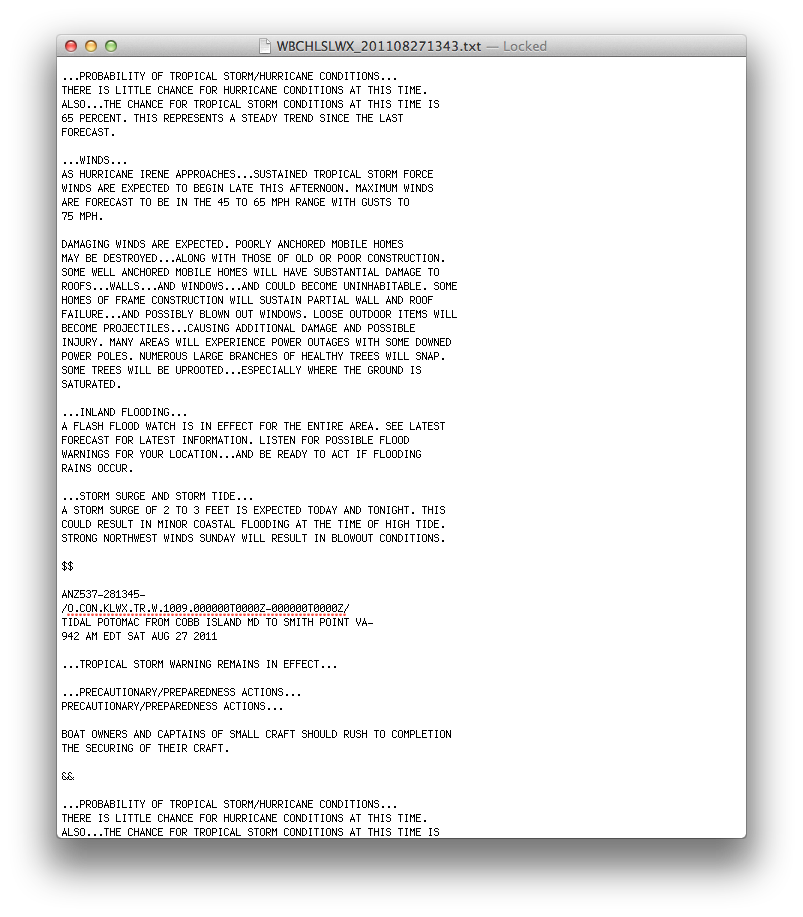 WBCHLSLWX_201108271343.txt — Locked
...PROBABILITY OF TROPICAL STORM/HURRICANE CONDITIONS...
THERE IS LITTLE CHANCE FOR HURRICANE CONDITIONS AT THIS TIME.
ALSO...THE CHANCE FOR TROPICAL STORM CONDITIONS AT THIS TIME IS
65 PERCENT. THIS REPRESENTS A STEADY TREND SINCE THE LAST
FORECAST.
...WINDS...
AS HURRICANE IRENE APPROACHES...SUSTAINED TROPICAL STORM FORCE
WINDS ARE EXPECTED TO BEGIN LATE THIS AFTERNOON. MAXIMUM WINDS
ARE FORECAST TO BE IN THE 45 TO 65 MPH RANGE WITH GUSTS TO
75 MPH.
DAMAGING WINDS ARE EXPECTED. POORLY ANCHORED MOBILE HOMES
MAY BE DESTROYED...ALONG WITH THOSE OF OLD OR POOR CONSTRUCTION.
SOME WELL ANCHORED MOBILE HOMES WILL HAVE SUBSTANTIAL DAMAGE TO
ROOFS...WALLS...AND WINDOWS...AND COULD BECOME UNINHABITABLE. SOME
HOMES OF FRAME CONSTRUCTION WILL SUSTAIN PARTIAL WALL AND ROOF
FAILURE...AND POSSIBLY BLOWN OUT WINDOWS. LOOSE OUTDOOR ITEMS WILL
BECOME PROJECTILES...CAUSING ADDITIONAL DAMAGE AND POSSIBLE
INJURY. MANY AREAS WILL EXPERIENCE POWER OUTAGES WITH SOME DOWNED
POWER POLES. NUMEROUS LARGE BRANCHES OF HEALTHY TREES WILL SNAP.
SOME TREES WILL BE UPROOTED...ESPECIALLY WHERE THE GROUND IS
SATURATED.
...INLAND FLOODING...
A FLASH FLOOD WATCH IS IN EFFECT FOR THE ENTIRE AREA. SEE LATEST
FORECAST FOR LATEST INFORMATION. LISTEN FOR POSSIBLE FLOOD
WARNINGS FOR YOUR LOCATION...AND BE READY TO ACT IF FLOODING
RAINS OCCUR.
...STORM SURGE AND STORM TIDE...
A STORM SURGE OF 2 TO 3 FEET IS EXPECTED TODAY AND TONIGHT. THIS
COULD RESULT IN MINOR COASTAL FLOODING AT THE TIME OF HIGH TIDE.
STRONG NORTHWEST WINDS SUNDAY WILL RESULT IN BLOWOUT CONDITIONS.
$$
ANZ537-281345-
/O.CON.KLWX.TR.W.1009.000000T0000Z-000000T0000Z/
TIDAL POTOMAC FROM COBB ISLAND MD TO SMITH POINT VA-
942 AM EDT SAT AUG 27 2011
...TROPICAL STORM WARNING REMAINS IN EFFECT...
...PRECAUTIONARY/PREPAREDNESS ACTIONS...
PRECAUTIONARY/PREPAREDNESS ACTIONS...
BOAT OWNERS AND CAPTAINS OF SMALL CRAFT SHOULD RUSH TO COMPLETION
THE SECURING OF THEIR CRAFT.
&&
...PROBABILITY OF TROPICAL STORM/HURRICANE CONDITIONS...
THERE IS LITTLE CHANCE FOR HURRICANE CONDITIONS AT THIS TIME.
ALSO...THE CHANCE FOR TROPICAL STORM CONDITIONS AT THIS TIME IS